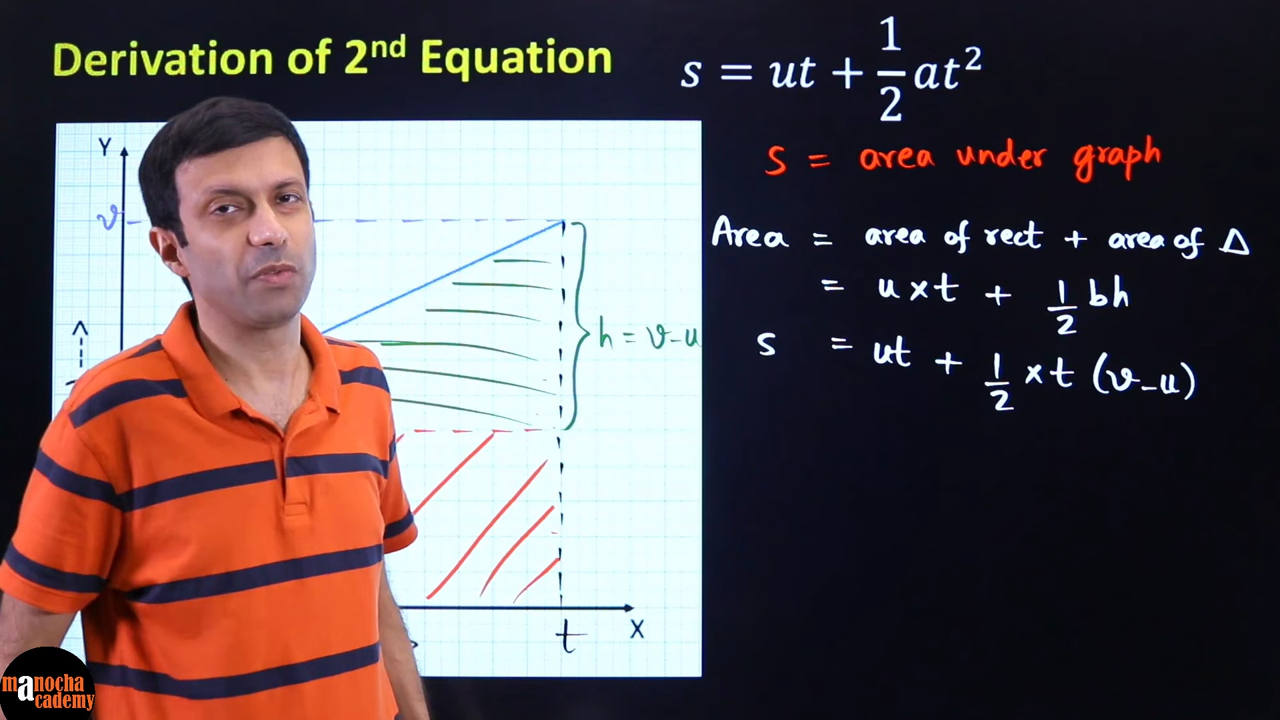 Derivation of 2nd Equation
s = ut + 1/2 at²
S = area under graph
Y
v
Area = area of rect + area of Δ
= u × t + 1/2 bh
h = v-u
s = ut + 1/2 × t (v-u)
t
X
manocha
academy